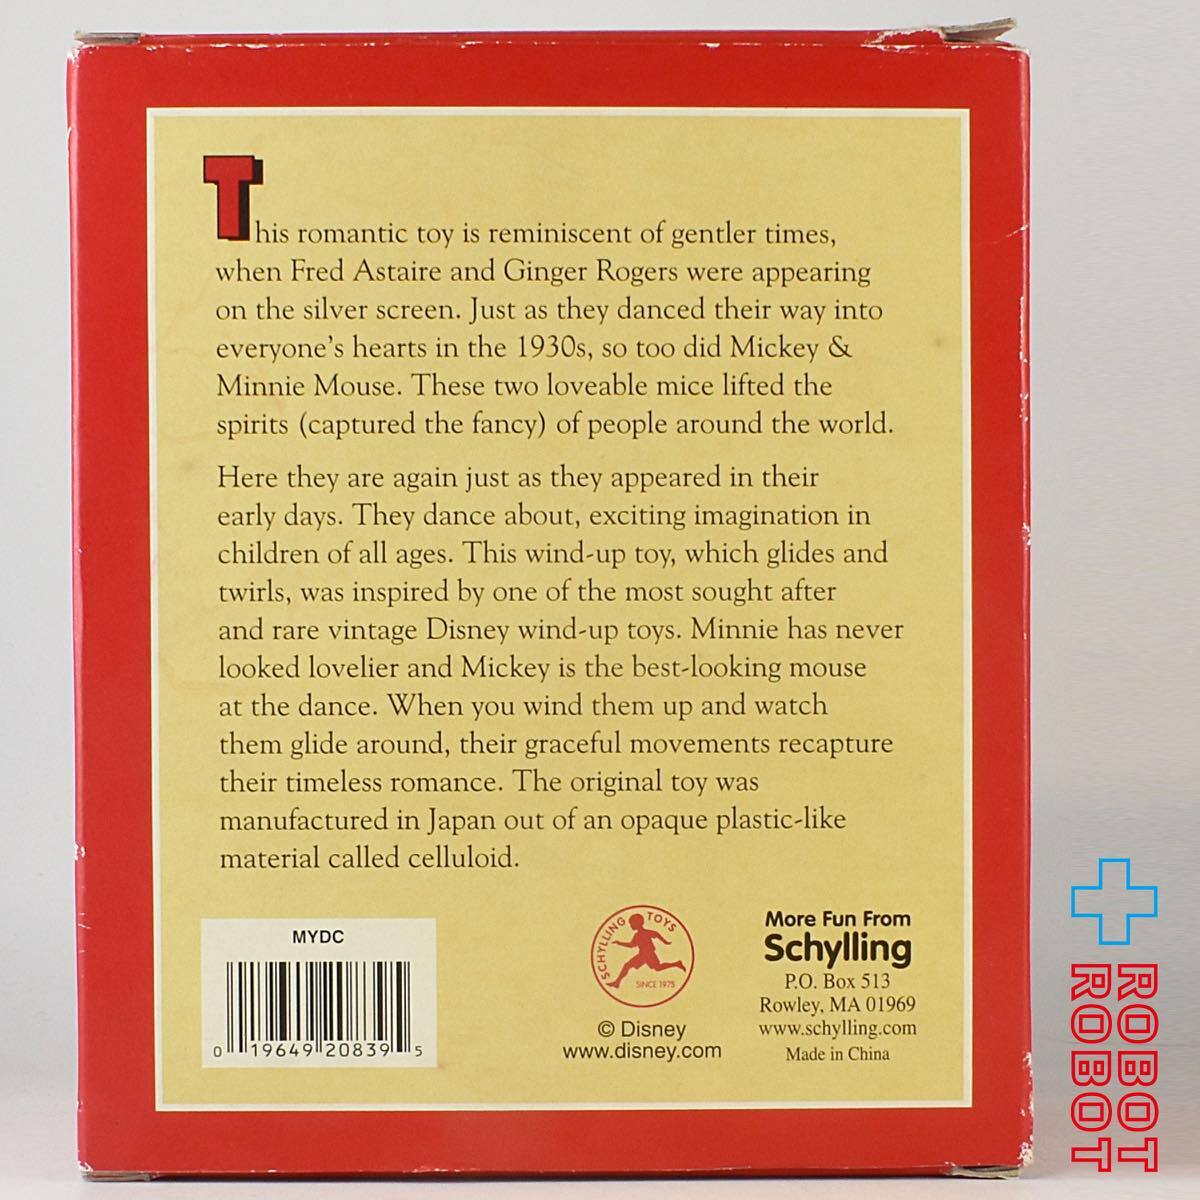 This romantic toy is reminiscent of gentler times,
when Fred Astaire and Ginger Rogers were appearing
on the silver screen. Just as they danced their way into
everyone's hearts in the 1930s, so too did Mickey &
Minnie Mouse. These two loveable mice lifted the
spirits (captured the fancy) of people around the world.
Here they are again just as they appeared in their
early days. They dance about, exciting imagination in
children of all ages. This wind-up toy, which glides and
twirls, was inspired by one of the most sought after
and rare vintage Disney wind-up toys. Minnie has never
looked lovelier and Mickey is the best-looking mouse
at the dance. When you wind them up and watch
them glide around, their graceful movements recapture
their timeless romance. The original toy was
manufactured in Japan out of an opaque plastic-like
material called celluloid.
MYDC
0 19649 20839 5
SCHYLLING TOYS
SINCE 1975
© Disney
www.disney.com
More Fun From
Schylling
P.O. Box 513
Rowley, MA 01969
www.schylling.com
Made in China
ROBOT
ROBOT